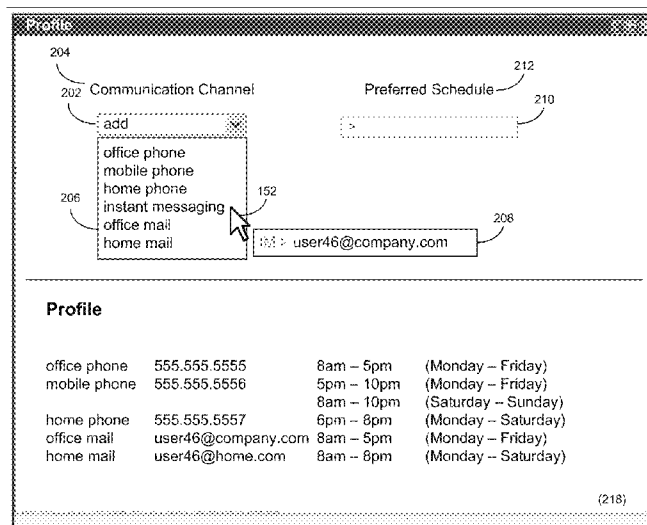 Profile
204
Communication Channel
Preferred Schedule
212
202
add
>
210
office phone
mobile phone
home phone
instant messaging
office mail
home mail
206
152
IM > user46@company.com
208
Profile
office phone 555.555.5555 8am – 5pm (Monday – Friday)
mobile phone 555.555.5556 5pm – 10pm (Monday – Friday)
8am – 10pm (Saturday – Sunday)
home phone 555.555.5557 6pm – 8pm (Monday – Saturday)
office mail user46@company.com 8am – 5pm (Monday – Friday)
home mail user46@home.com 8am – 8pm (Monday – Saturday)
(218)